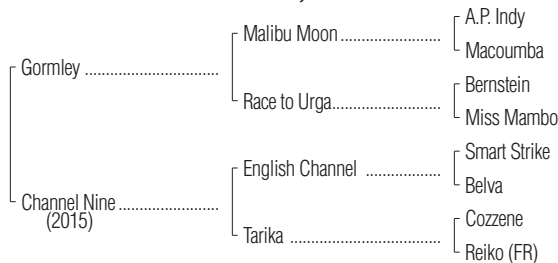 A.P. Indy
Malibu Moon ........................
Macoumba
Gormley ................................
Bernstein
Race to Urga..........................
Miss Mambo
Smart Strike
English Channel ..................
Belva
Channel Nine ........................
(2015)
Cozzene
Tarika ....................................
Reiko (FR)